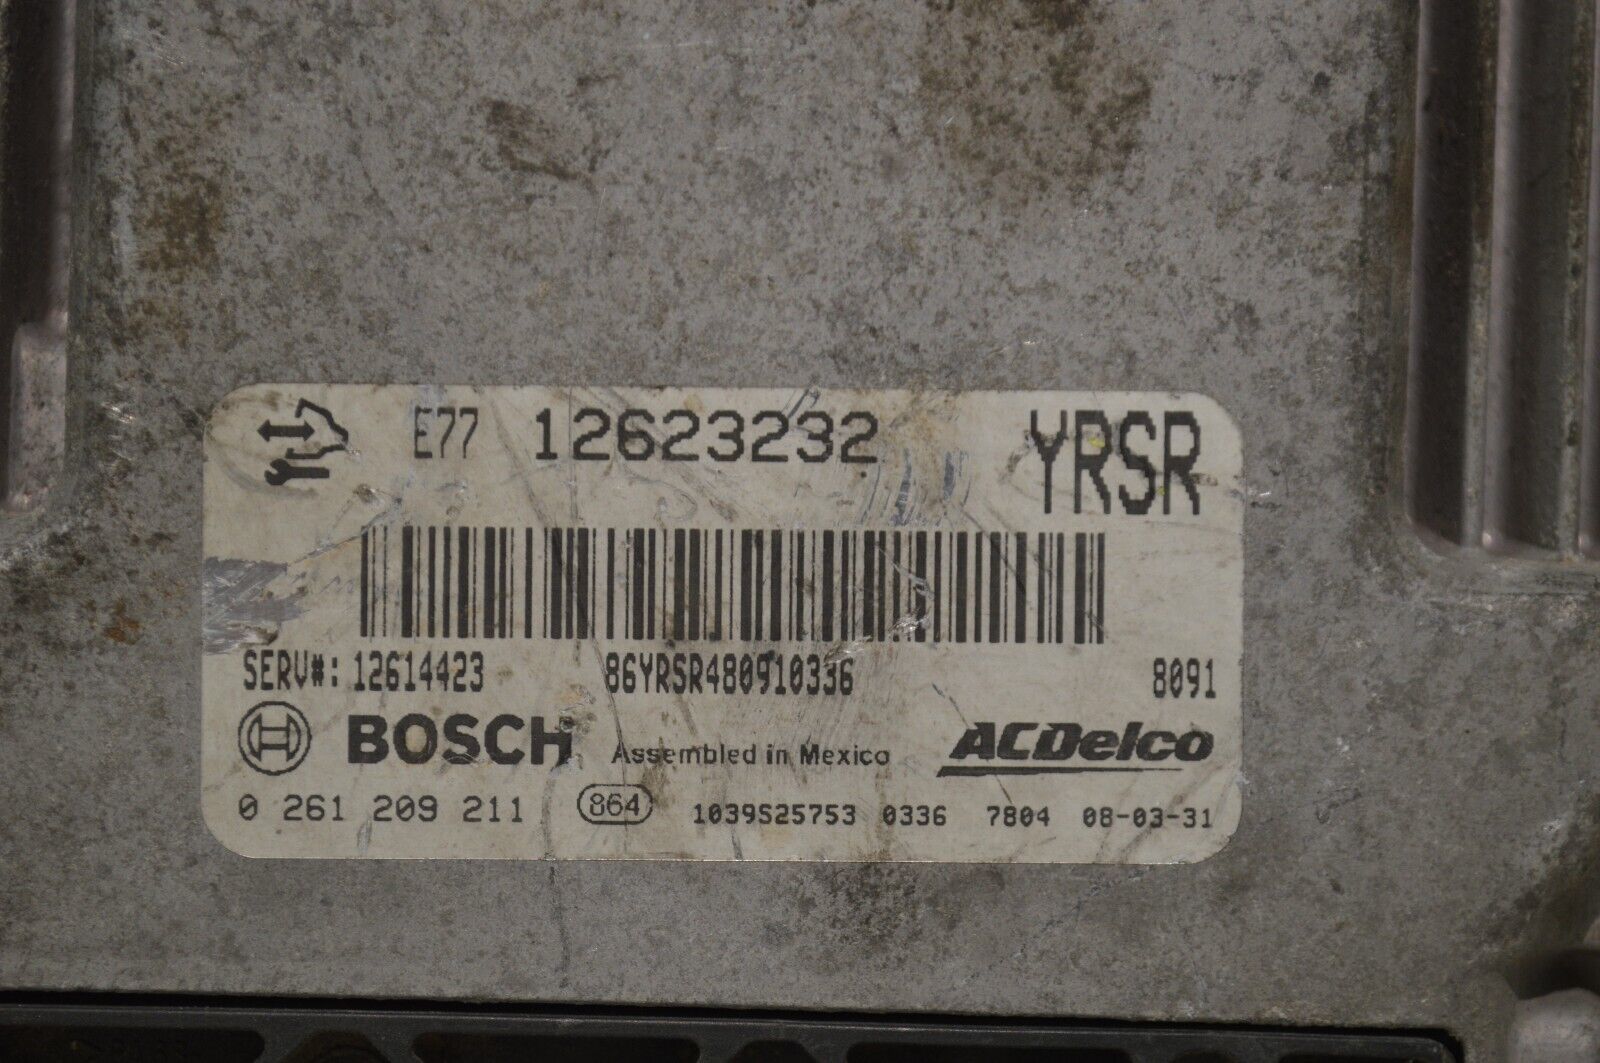 E77 12623232 YRSR
SERV#: 12614423 86YRSR480910336 8091
BOSCH Assembled in Mexico ACDelco
0 261 209 211 864 1039S25753 0336 7804 08-03-31